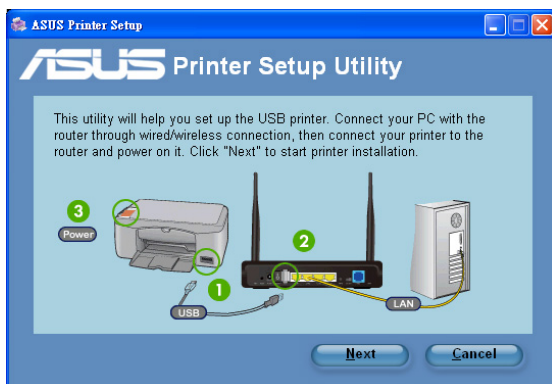 ASUS Printer Setup
ASUS Printer Setup Utility
This utility will help you set up the USB printer. Connect your PC with the
router through wired/wireless connection, then connect your printer to the
router and power on it. Click "Next" to start printer installation.
3
Power
2
1
USB
LAN
Next
Cancel